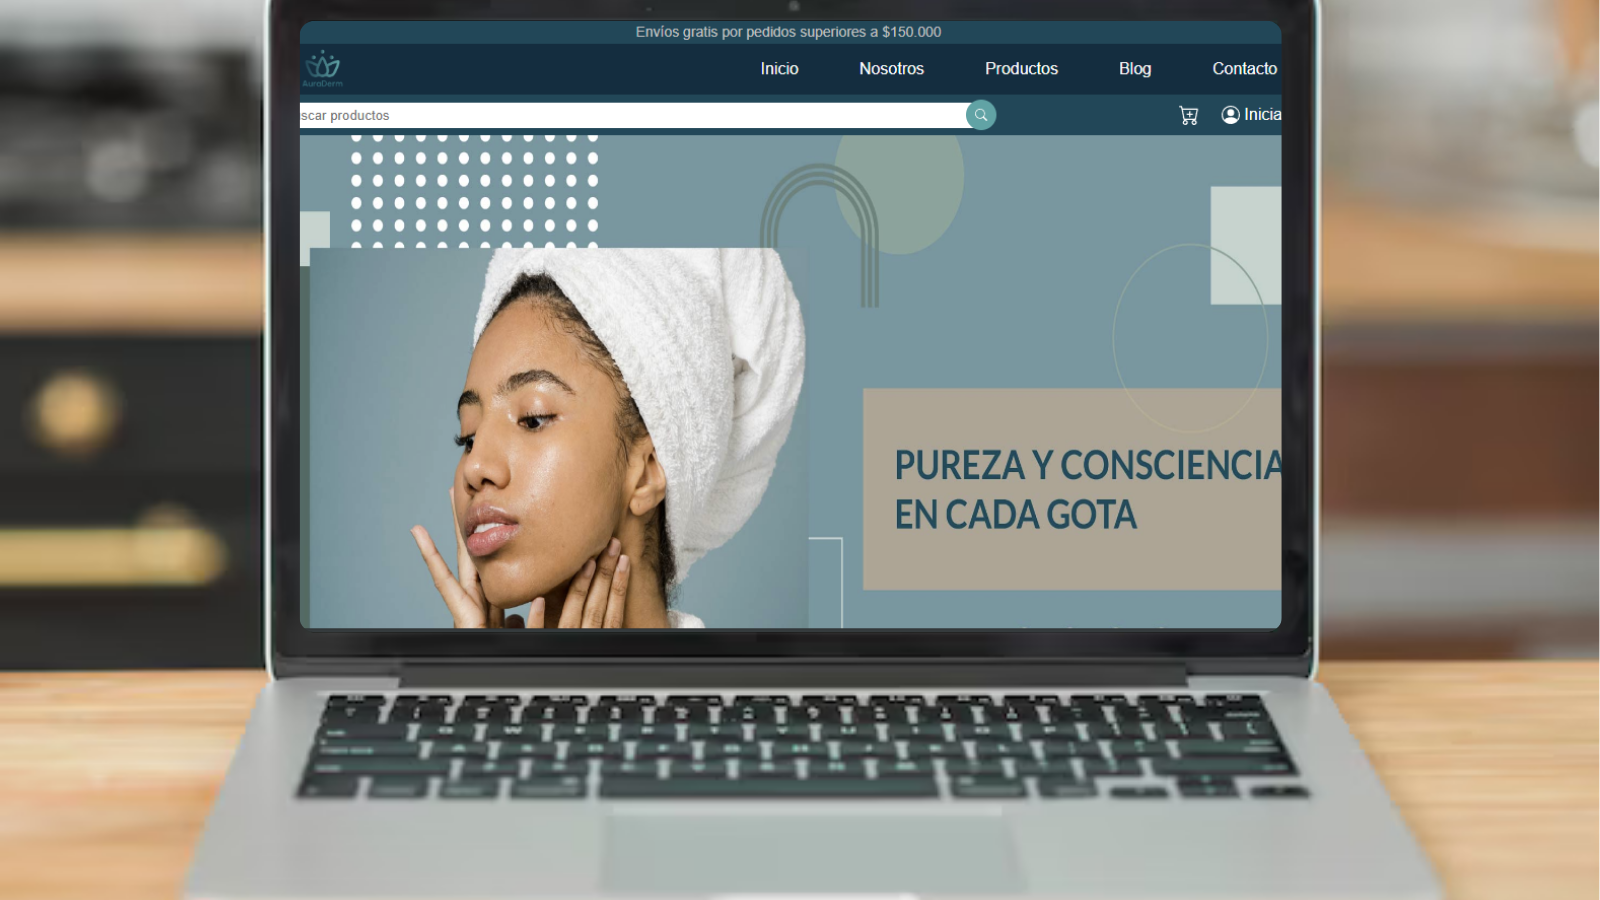 Envíos gratis por pedidos superiores a $150.000
AuraDerm
Inicio
Nosotros
Productos
Blog
Contacto
scar productos
Inicia
PUREZA Y CONSCIENCIA
EN CADA GOTA